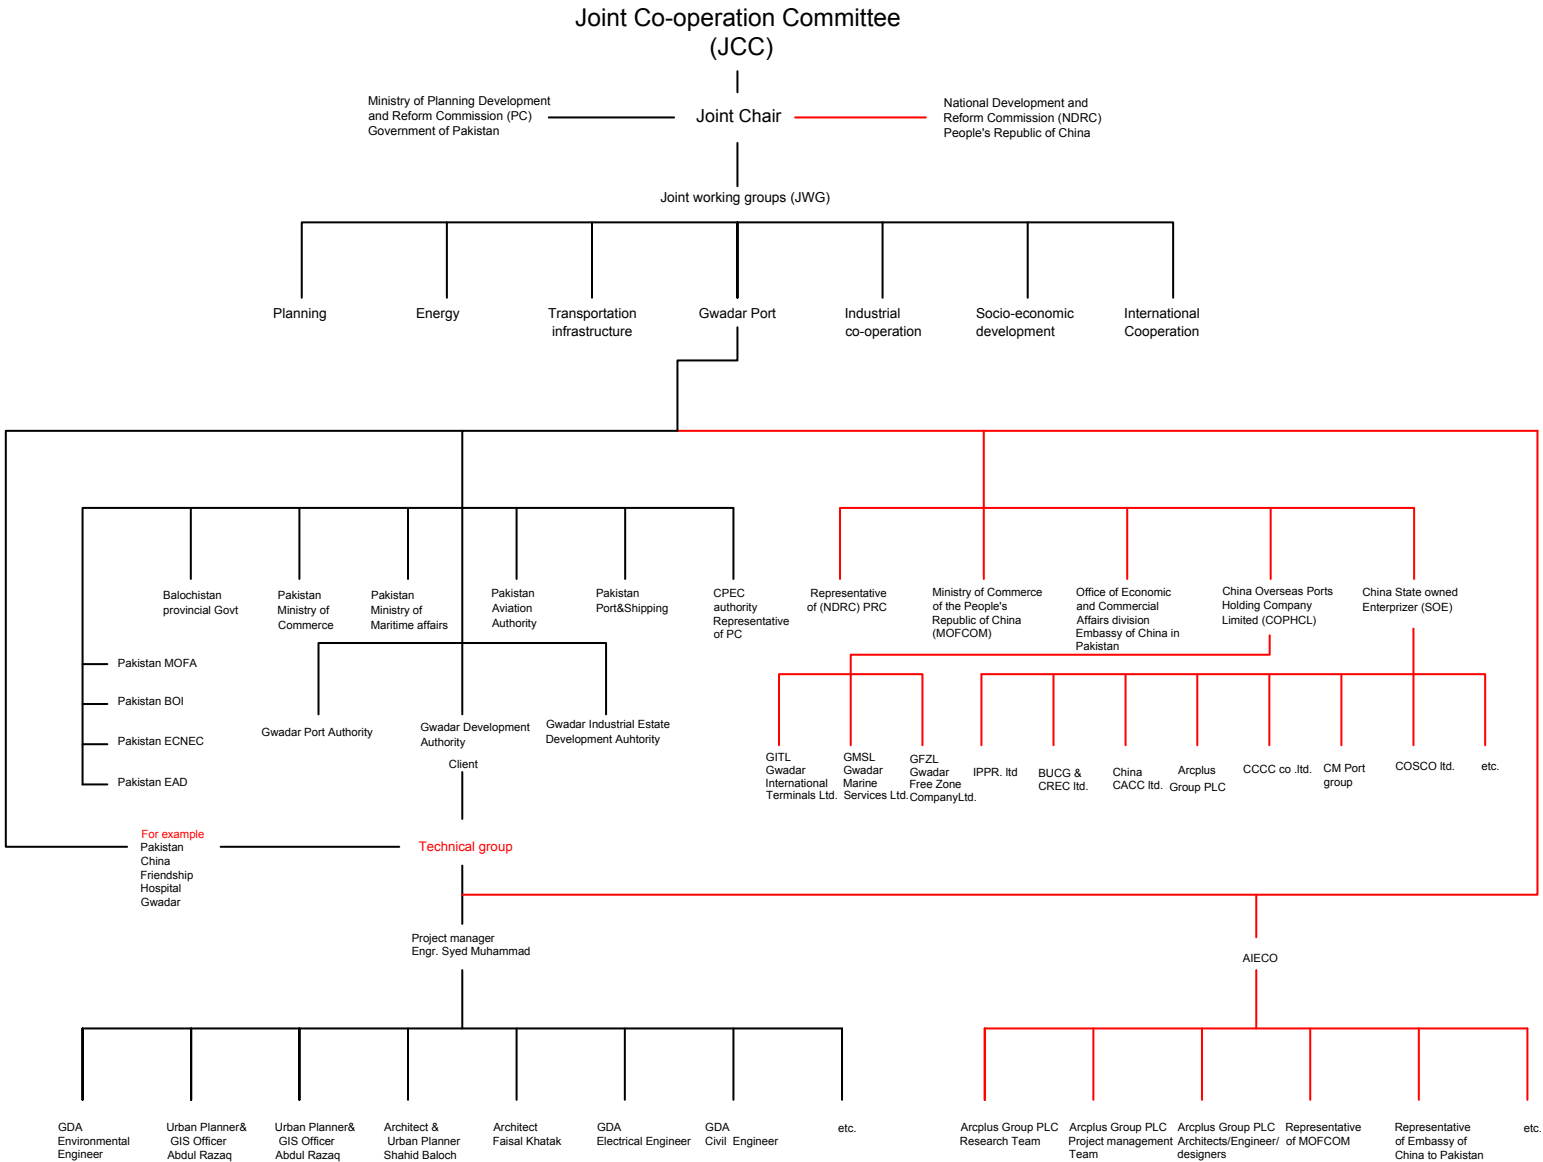 Joint Co-operation Committee
(JCC)
Ministry of Planning Development
and Reform Commission (PC)
Government of Pakistan
Joint Chair
National Development and
Reform Commission (NDRC)
People's Republic of China
Joint working groups (JWG)
Planning
Energy
Transportation
infrastructure
Gwadar Port
Industrial
co-operation
Socio-economic
development
International
Cooperation
Balochistan
provincial Govt
Pakistan
Ministry of
Commerce
Pakistan
Ministry of
Maritime affairs
Pakistan
Aviation
Authority
Pakistan
Port&Shipping
CPEC
authority
Representative
of PC
Representative
of (NDRC) PRC
Ministry of Commerce
of the People's
Republic of China
(MOFCOM)
Office of Economic
and Commercial
Affairs division
Embassy of China in
Pakistan
China Overseas Ports
Holding Company
Limited (COPHCL)
China State owned
Enterprizer (SOE)
Pakistan MOFA
Pakistan BOI
Pakistan ECNEC
Pakistan EAD
Gwadar Port Authority
Gwadar Development
Authority
Client
Gwadar Industrial Estate
Development Auhtority
GITL
Gwadar
International
Terminals Ltd.
GMSL
Gwadar
Marine
Services Ltd.
GFZL
Gwadar
Free Zone
CompanyLtd.
IPPR. ltd
BUCG &
CREC ltd.
China
CACC ltd.
Arcplus
Group PLC
CCCC co .ltd.
CM Port
group
COSCO ltd.
etc.
For example
Pakistan
China
Friendship
Hospital
Gwadar
Technical group
Project manager
Engr. Syed Muhammad
AIECO
GDA
Environmental
Engineer
Urban Planner&
GIS Officer
Abdul Razaq
Urban Planner&
GIS Officer
Abdul Razaq
Architect &
Urban Planner
Shahid Baloch
Architect
Faisal Khatak
GDA
Electrical Engineer
GDA
Civil Engineer
etc.
Arcplus Group PLC
Research Team
Arcplus Group PLC
Project management
Team
Arcplus Group PLC
Architects/Engineer/
designers
Representative
of MOFCOM
Representative
of Embassy of
China to Pakistan
etc.